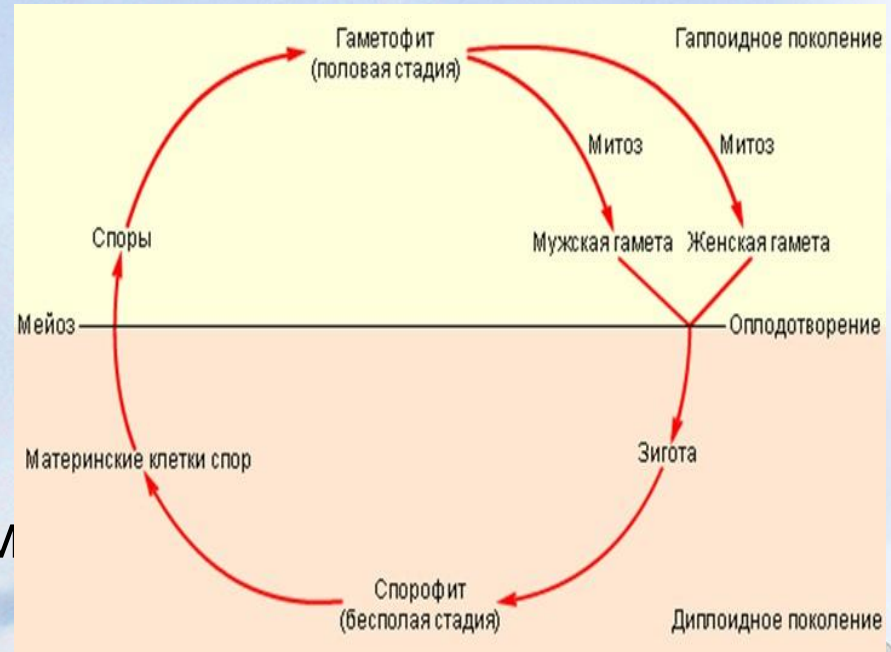 Гаметофит
(половая стадия)
Гаплоидное поколение
Митоз
Митоз
Споры
Мужская гамета
Женская гамета
Мейоз
Оплодотворение
Материнские клетки спор
Зигота
Спорофит
(бесполая стадия)
Диплоидное поколение